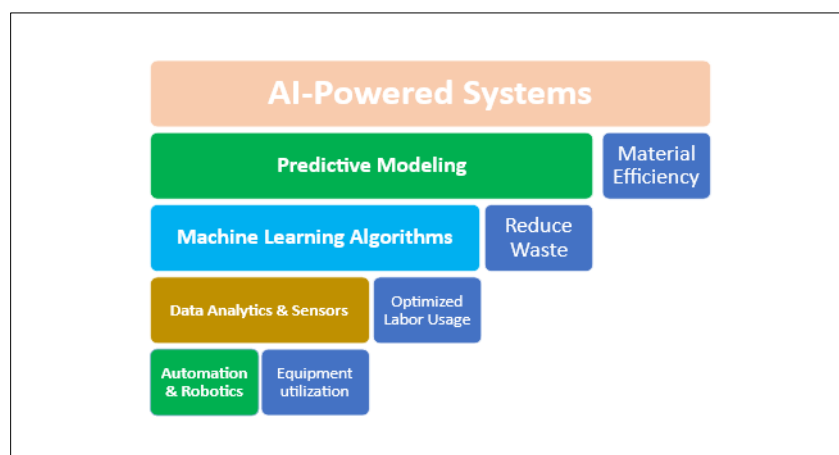 AI-Powered Systems
Predictive Modeling
Material
Efficiency
Machine Learning Algorithms
Reduce
Waste
Data Analytics & Sensors
Optimized
Labor Usage
Automation
& Robotics
Equipment
utilization